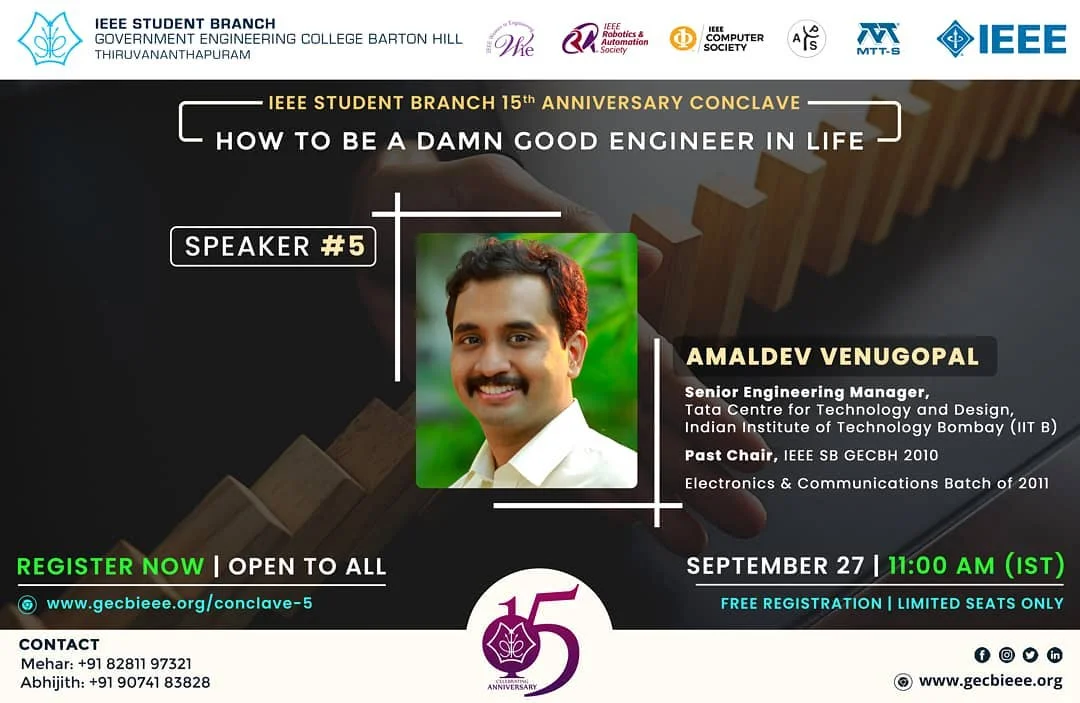 IEEE STUDENT BRANCH
GOVERNMENT ENGINEERING COLLEGE BARTON HILL
THIRUVANANTHAPURAM
IEEE Women in Engineering
WIE
IEEE
Robotics &
Automation
Society
IEEE
COMPUTER
SOCIETY
A
S
MTT-S
IEEE
IEEE STUDENT BRANCH 15th ANNIVERSARY CONCLAVE
HOW TO BE A DAMN GOOD ENGINEER IN LIFE
SPEAKER #5
AMALDEV VENUGOPAL
Senior Engineering Manager,
Tata Centre for Technology and Design,
Indian Institute of Technology Bombay (IIT B)
Past Chair, IEEE SB GECBH 2010
Electronics & Communications Batch of 2011
REGISTER NOW | OPEN TO ALL
www.gecbieee.org/conclave-5
SEPTEMBER 27 | 11:00 AM (IST)
FREE REGISTRATION | LIMITED SEATS ONLY
CONTACT
Mehar: +91 82811 97321
Abhijith: +91 90741 83828
15
CELEBRATING
ANNIVERSARY
www.gecbieee.org